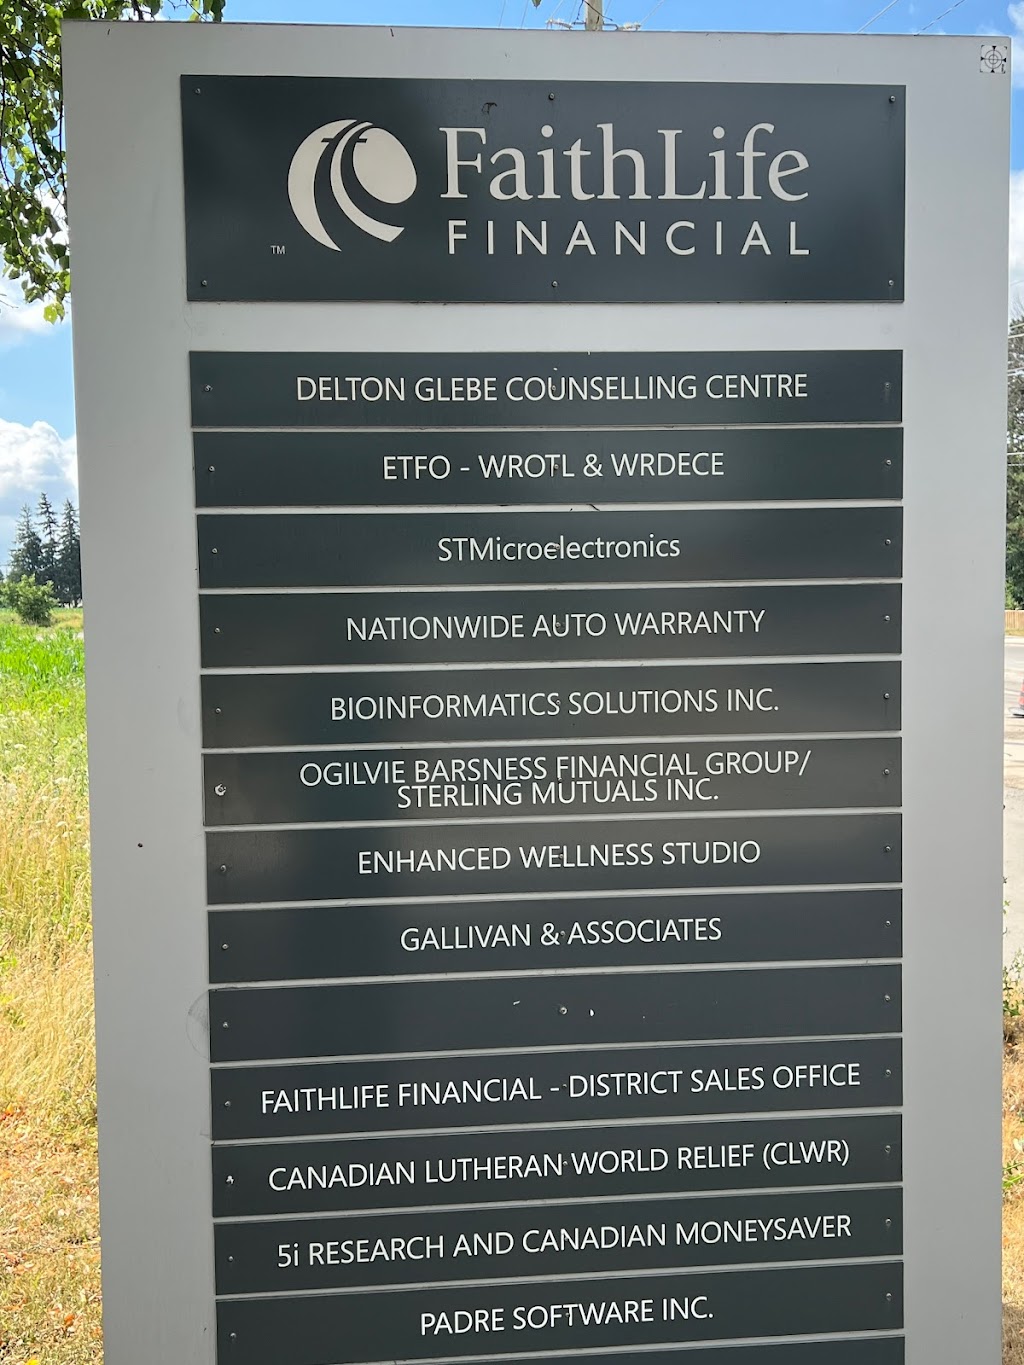 FaithLife
FINANCIAL
TM
DELTON GLEBE COUNSELLING CENTRE
ETFO - WROTL & WRDECE
STMicroelectronics
NATIONWIDE AUTO WARRANTY
BIOINFORMATICS SOLUTIONS INC.
OGILVIE BARSNESS FINANCIAL GROUP/
STERLING MUTUALS INC.
ENHANCED WELLNESS STUDIO
GALLIVAN & ASSOCIATES
FAITHLIFE FINANCIAL - DISTRICT SALES OFFICE
CANADIAN LUTHERAN WORLD RELIEF (CLWR)
5i RESEARCH AND CANADIAN MONEYSAVER
PADRE SOFTWARE INC.